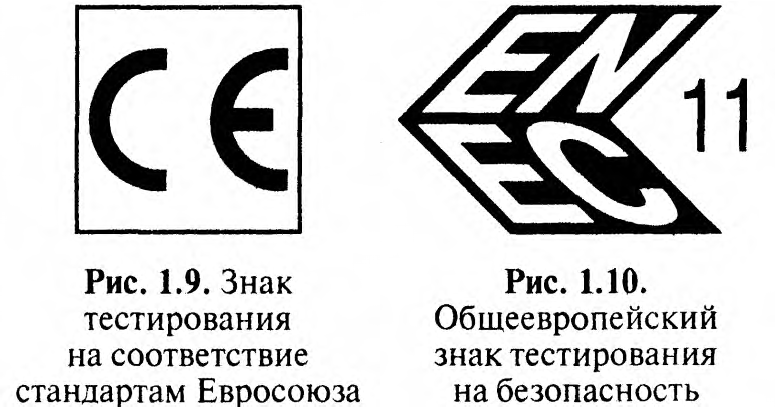 CE
EN
EC
11
Рис. 1.9. Знак
тестирования
на соответствие
стандартам Евросоюза
Рис. 1.10.
Общеевропейский
знак тестирования
на безопасность